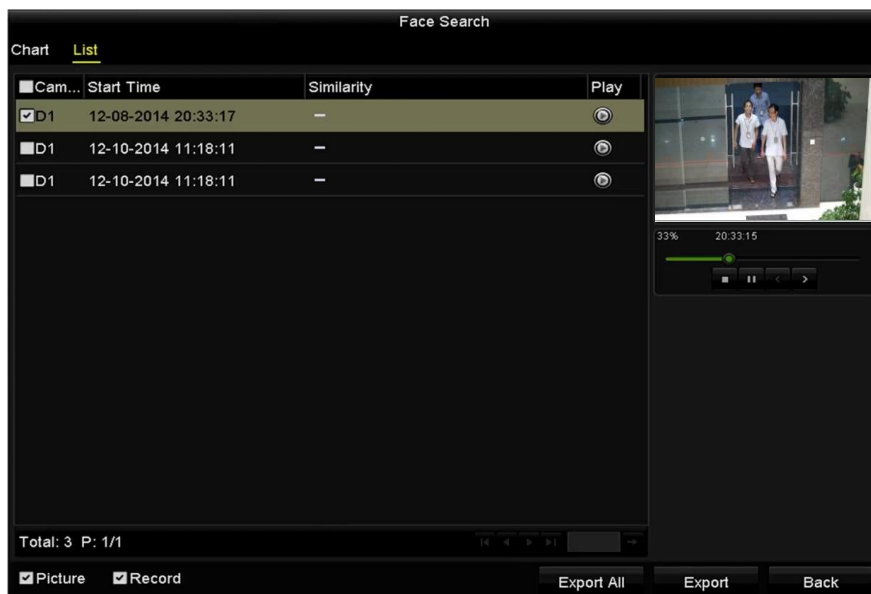 Face Search
Chart List
Cam... Start Time Similarity Play
D1 12-08-2014 20:33:17 –
D1 12-10-2014 11:18:11 –
D1 12-10-2014 11:18:11 –
33% 20:33:15
Total: 3 P: 1/1
Picture Record Export All Export Back